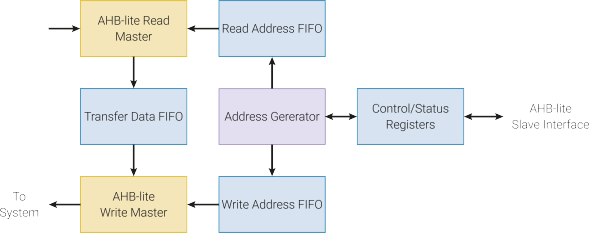 AHB-lite Read
Master
Read Address FIFO
Transfer Data FIFO
Address Gererator
Control/Status
Registers
AHB-lite
Slave Interface
To
System
AHB-lite
Write Master
Write Address FIFO